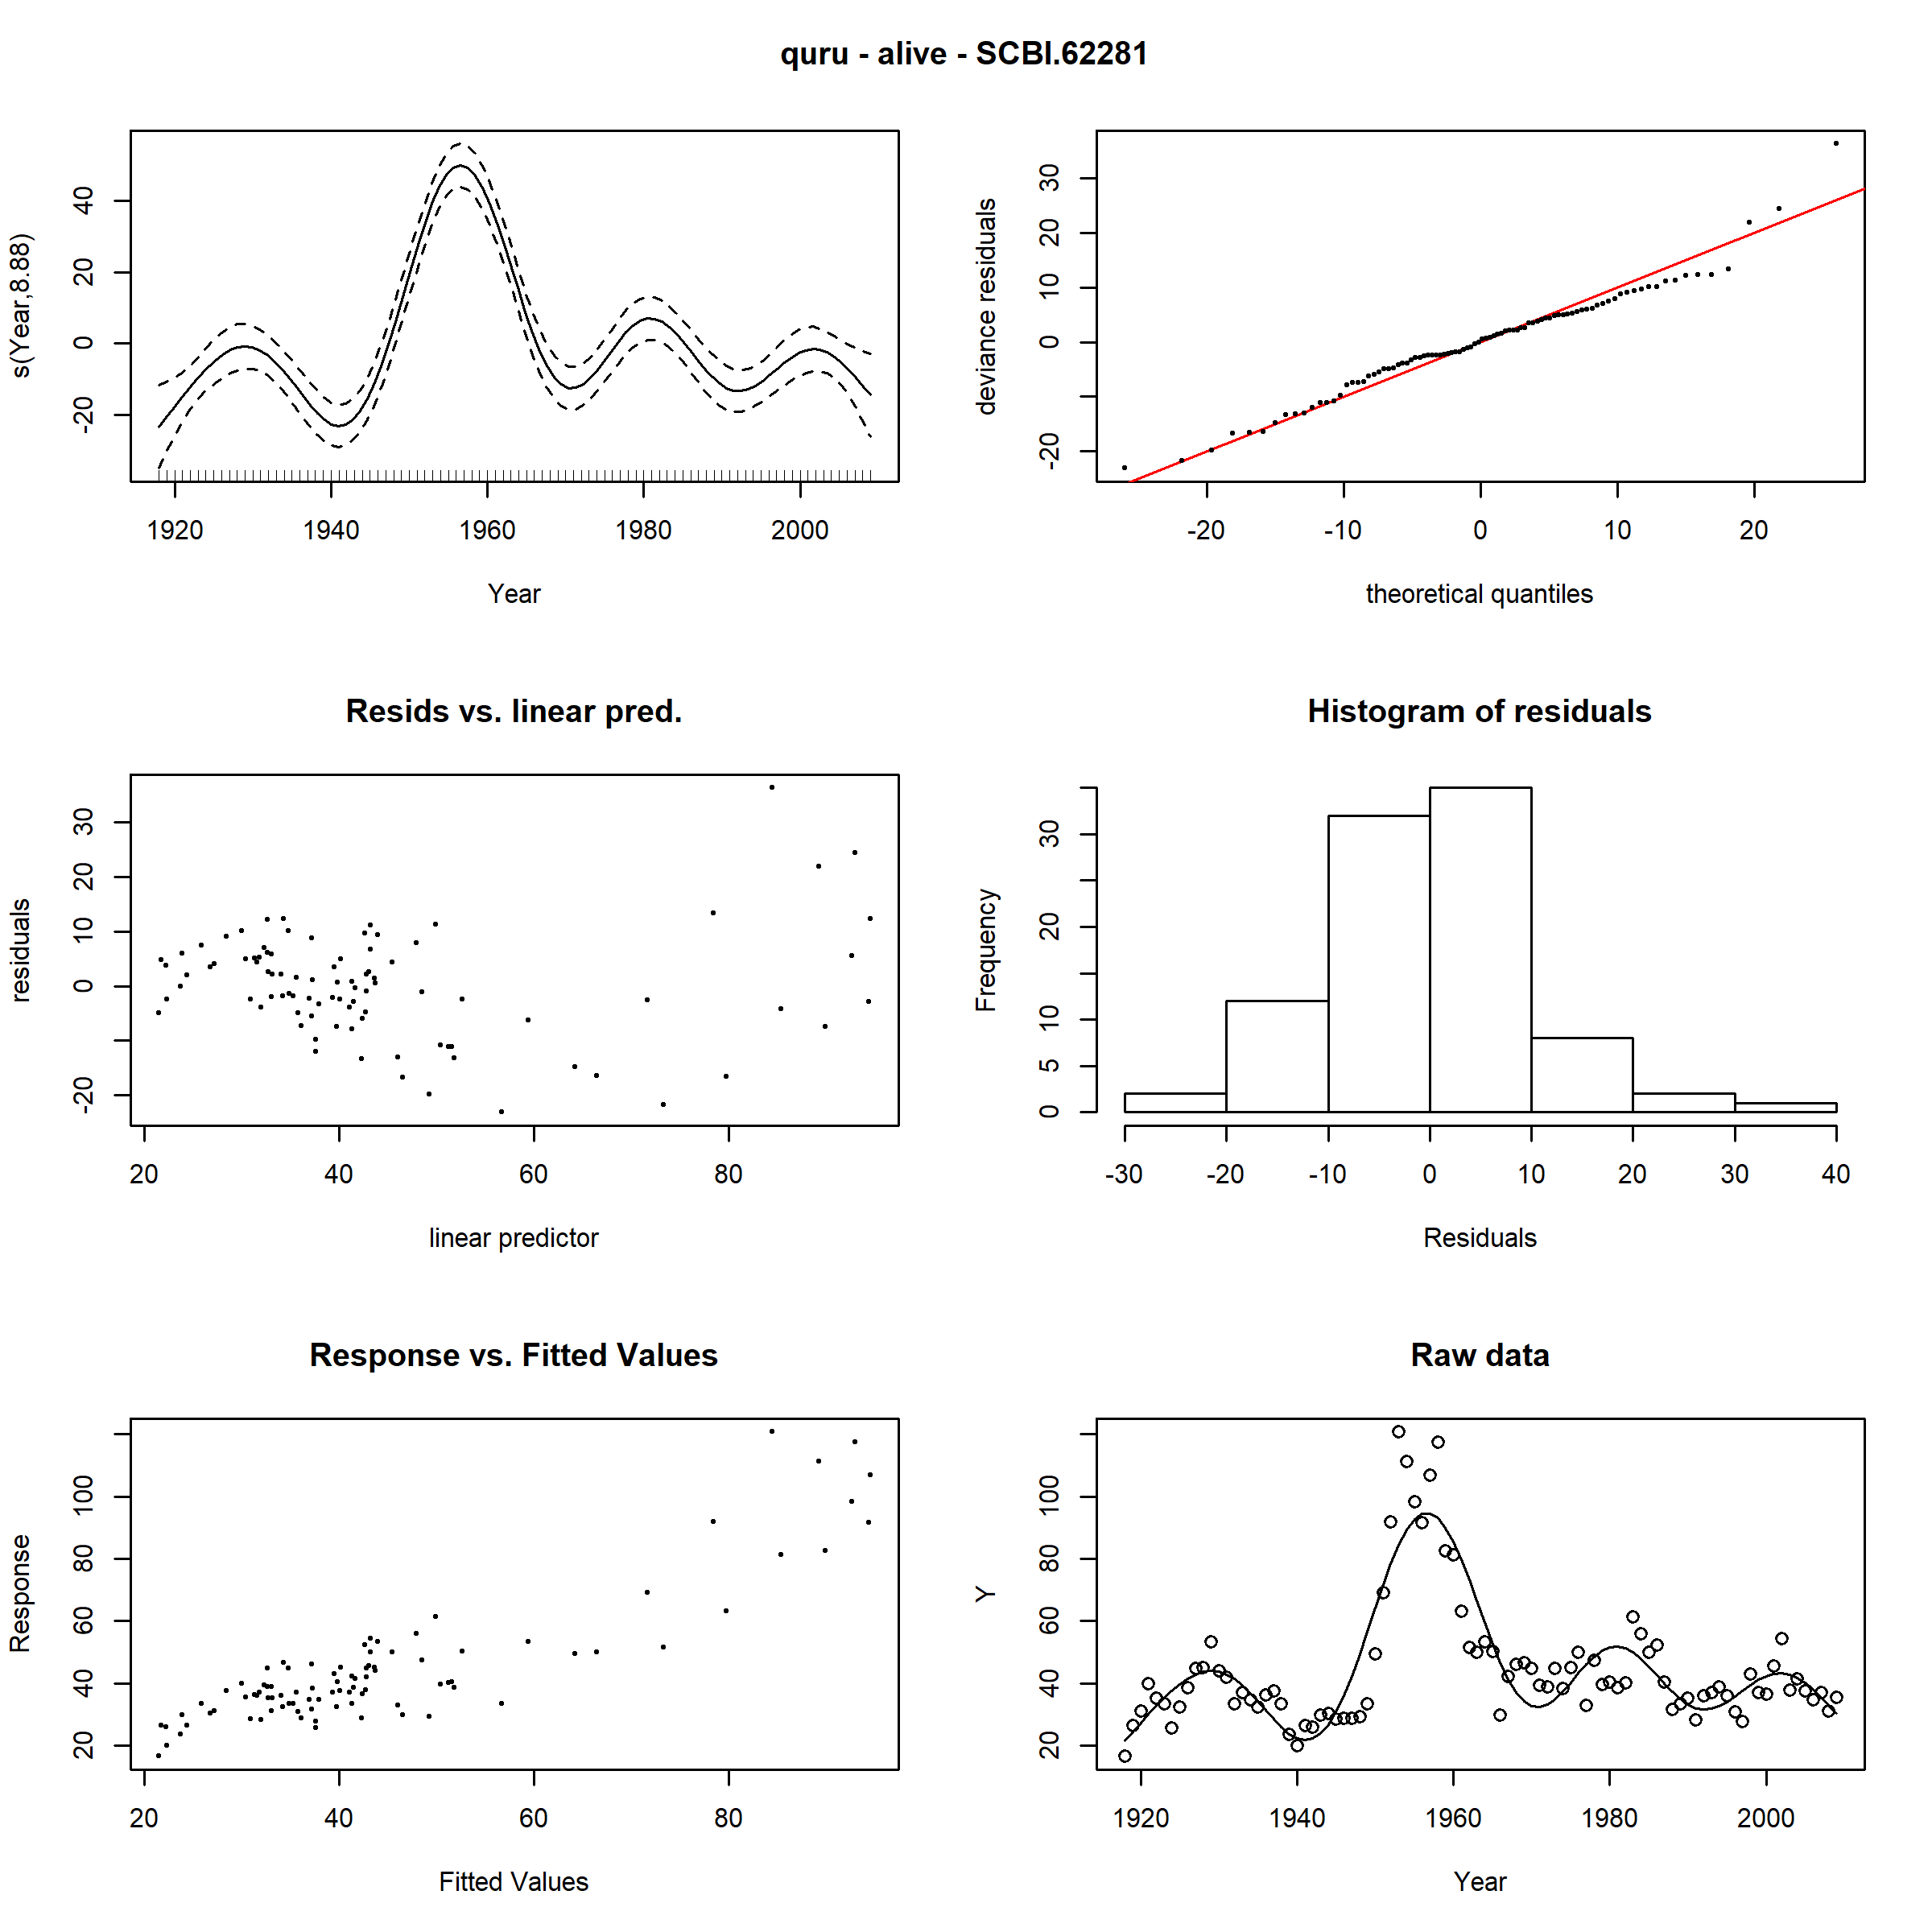 quru - alive - SCBI.62281
s(Year,8.88)
40
20
0
-20
1920 1940 1960 1980 2000
Year
deviance residuals
30
20
10
0
-20
-20 -10 0 10 20
theoretical quantiles
Resids vs. linear pred.
residuals
30
20
10
0
-20
20 40 60 80
linear predictor
Histogram of residuals
Frequency
30
20
10
5
0
-30 -20 -10 0 10 20 30 40
Residuals
Response vs. Fitted Values
Response
100
80
60
40
20
20 40 60 80
Fitted Values
Raw data
Y
100
80
60
40
20
1920 1940 1960 1980 2000
Year